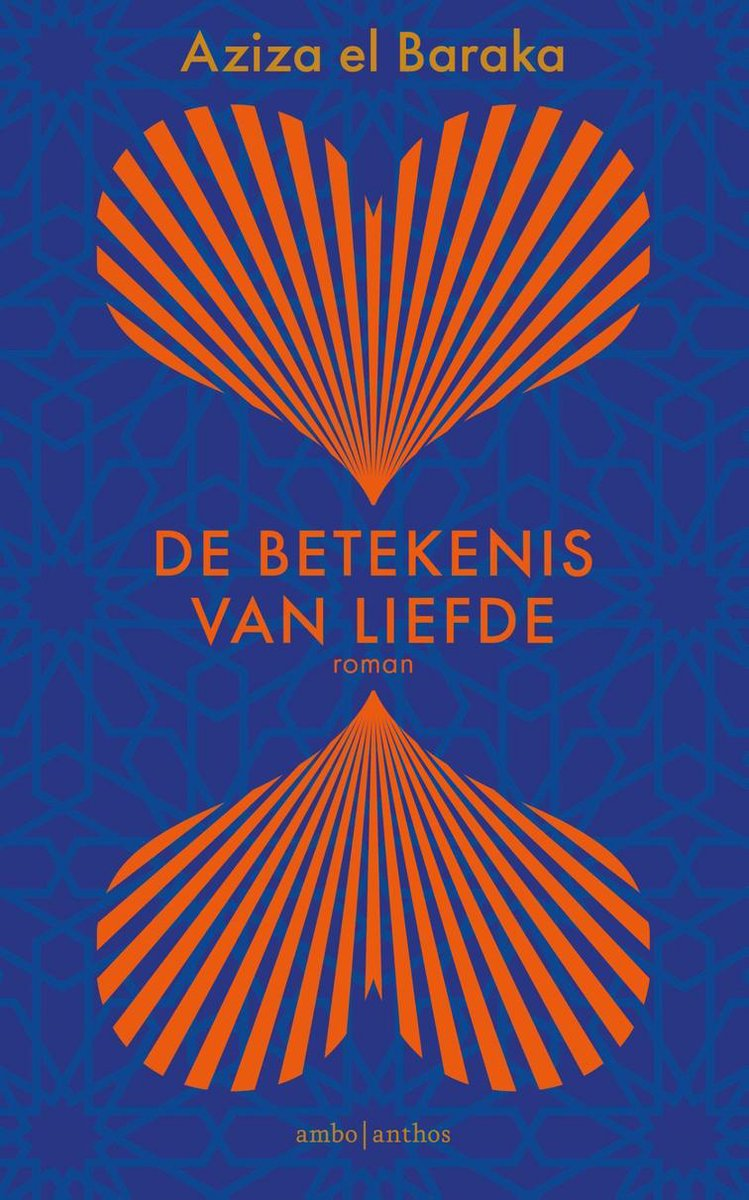 Aziza el Baraka
DE BETEKENIS
VAN LIEFDE
roman
ambo|anthos